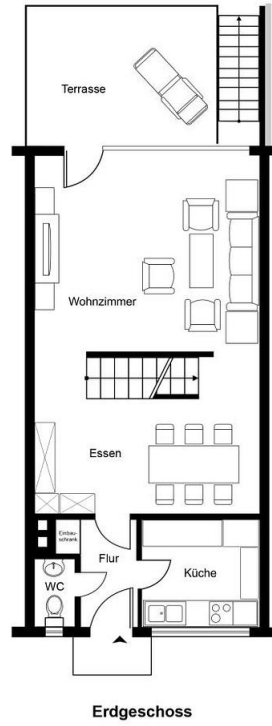 Terrasse
Wohnzimmer
Essen
Einbau-
schrank
Flur
WC
Küche
Erdgeschoss